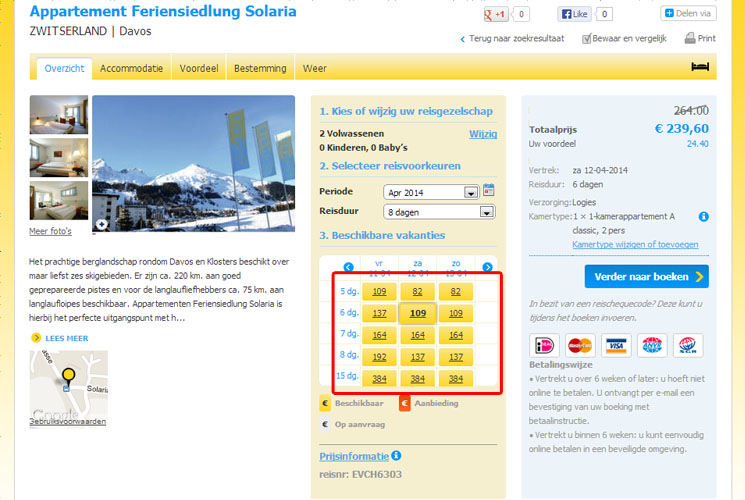 Appartement Feriensiedlung Solaria
ZWITSERLAND | Davos
+1 0
Like 0
Delen via
Terug naar zoekresultaat
Bewaar en vergelijk
Print
Overzicht
Accommodatie
Voordeel
Bestemming
Weer
Meer foto's
Het prachtige berglandschap rondom Davos en Klosters beschikt over
maar liefst zes skigebieden. Er zijn ca. 220 km. aan goed
geprepareerde pistes en voor de langlaufliefhebbers ca. 75 km. aan
langlaufloipes beschikbaar. Appartementen Feriensiedlung Solaria is
hierbij het perfecte uitgangspunt met h...
LEES MEER
Solaria
Google
Gebruiksvoorwaarden
1. Kies of wijzig uw reisgezelschap
2 Volwassenen
Wijzig
0 Kinderen, 0 Baby's
2. Selecteer reisvoorkeuren
Periode Apr 2014
Reisduur 8 dagen
3. Beschikbare vakanties
vr za zo
5 dg. 109 82 82
6 dg. 137 109 109
7 dg. 164 164 164
8 dg. 192 137 137
15 dg. 384 384 384
€ Beschikbaar € Aanbieding
€ Op aanvraag
Prijsinformatie
reisnr: EVCH6303
264.00
Totaalprijs € 239,60
Uw voordeel 24.40
Vertrek: za 12-04-2014
Reisduur: 6 dagen
Verzorging: Logies
Kamertype: 1 × 1-kamerappartement A
classic, 2 pers
Kamertype wijzigen of toevoegen
Verder naar boeken
In bezit van een reischequecode? Deze kunt u
tijdens het boeken invoeren.
MasterCard
VISA
Betalingswijze
• Vertrekt u over 6 weken of later: u hoeft niet
online te betalen. U ontvangt per e-mail een
bevestiging van uw boeking met
betaalinstructie.
• Vertrekt u binnen 6 weken: u kunt eenvoudig
online betalen in een beveiligde omgeving.